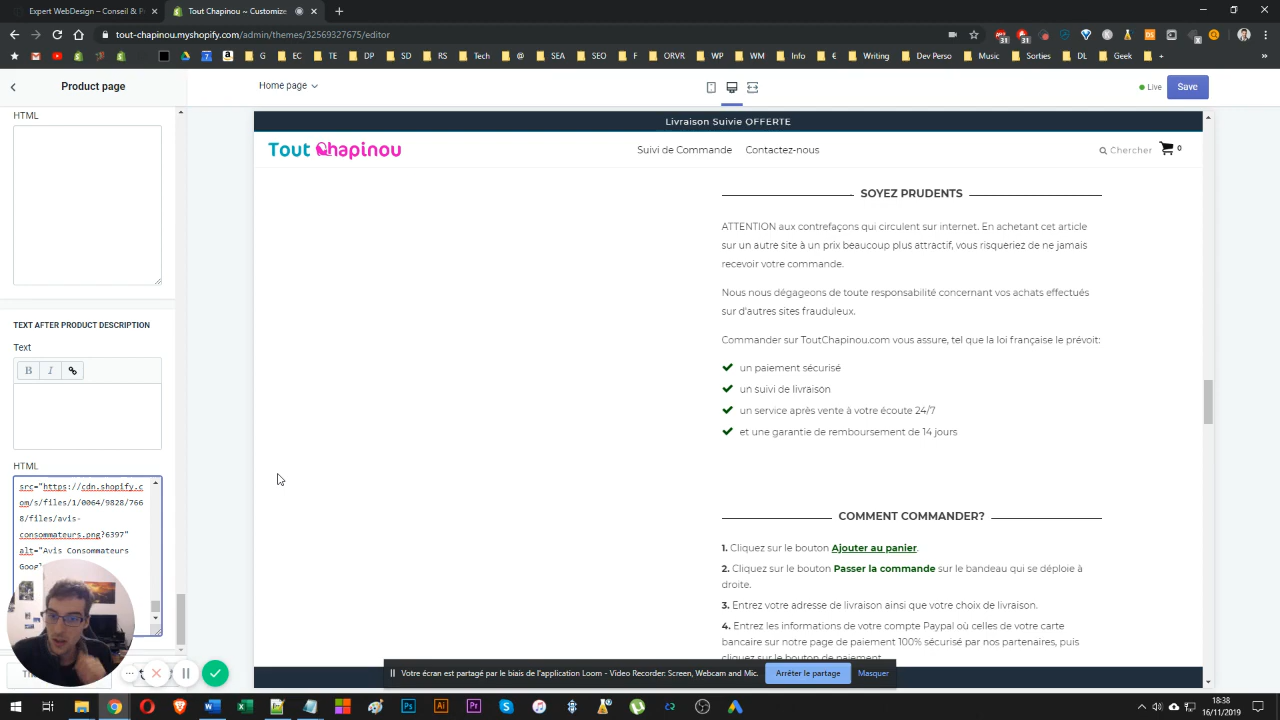 Expert WebDesign – Conseil & F
Tout Chapinou ~ Customize
tout-chapinou.myshopify.com/admin/themes/32569327675/editor
G
EC
TE
DP
SD
RS
Tech
@
SEA
SEO
F
ORVR
WP
WM
Info
€
Writing
Dev Perso
Music
Sorties
DL
Geek
+
Product page
Home page
Live
Save
HTML
TEXT AFTER PRODUCT DESCRIPTION
Text
B I
HTML
src="https://cdn.shopify.c
om/s/files/1/0064/9828/766
8/files/avis-
consommateurs.png?6397"
alt="Avis Consommateurs
Livraison Suivie OFFERTE
Tout Chapinou
Suivi de Commande
Contactez-nous
Chercher
0
SOYEZ PRUDENTS
ATTENTION aux contrefaçons qui circulent sur internet. En achetant cet article
sur un autre site à un prix beaucoup plus attractif, vous risqueriez de ne jamais
recevoir votre commande.
Nous nous dégageons de toute responsabilité concernant vos achats effectués
sur d'autres sites frauduleux.
Commander sur ToutChapinou.com vous assure, tel que la loi française le prévoit:
un paiement sécurisé
un suivi de livraison
un service après vente à votre écoute 24/7
et une garantie de remboursement de 14 jours
COMMENT COMMANDER?
1. Cliquez sur le bouton Ajouter au panier.
2. Cliquez sur le bouton Passer la commande sur le bandeau qui se déploie à
droite.
3. Entrez votre adresse de livraison ainsi que votre choix de livraison.
4. Entrez les informations de votre compte Paypal où celles de votre carte
bancaire sur notre page de paiement 100% sécurisé par nos partenaires, puis
cliquez sur le bouton de paiement
Votre écran est partagé par le biais de l'application Loom - Video Recorder: Screen, Webcam and Mic.
Arrêter le partage
Masquer
18:38
16/11/2019